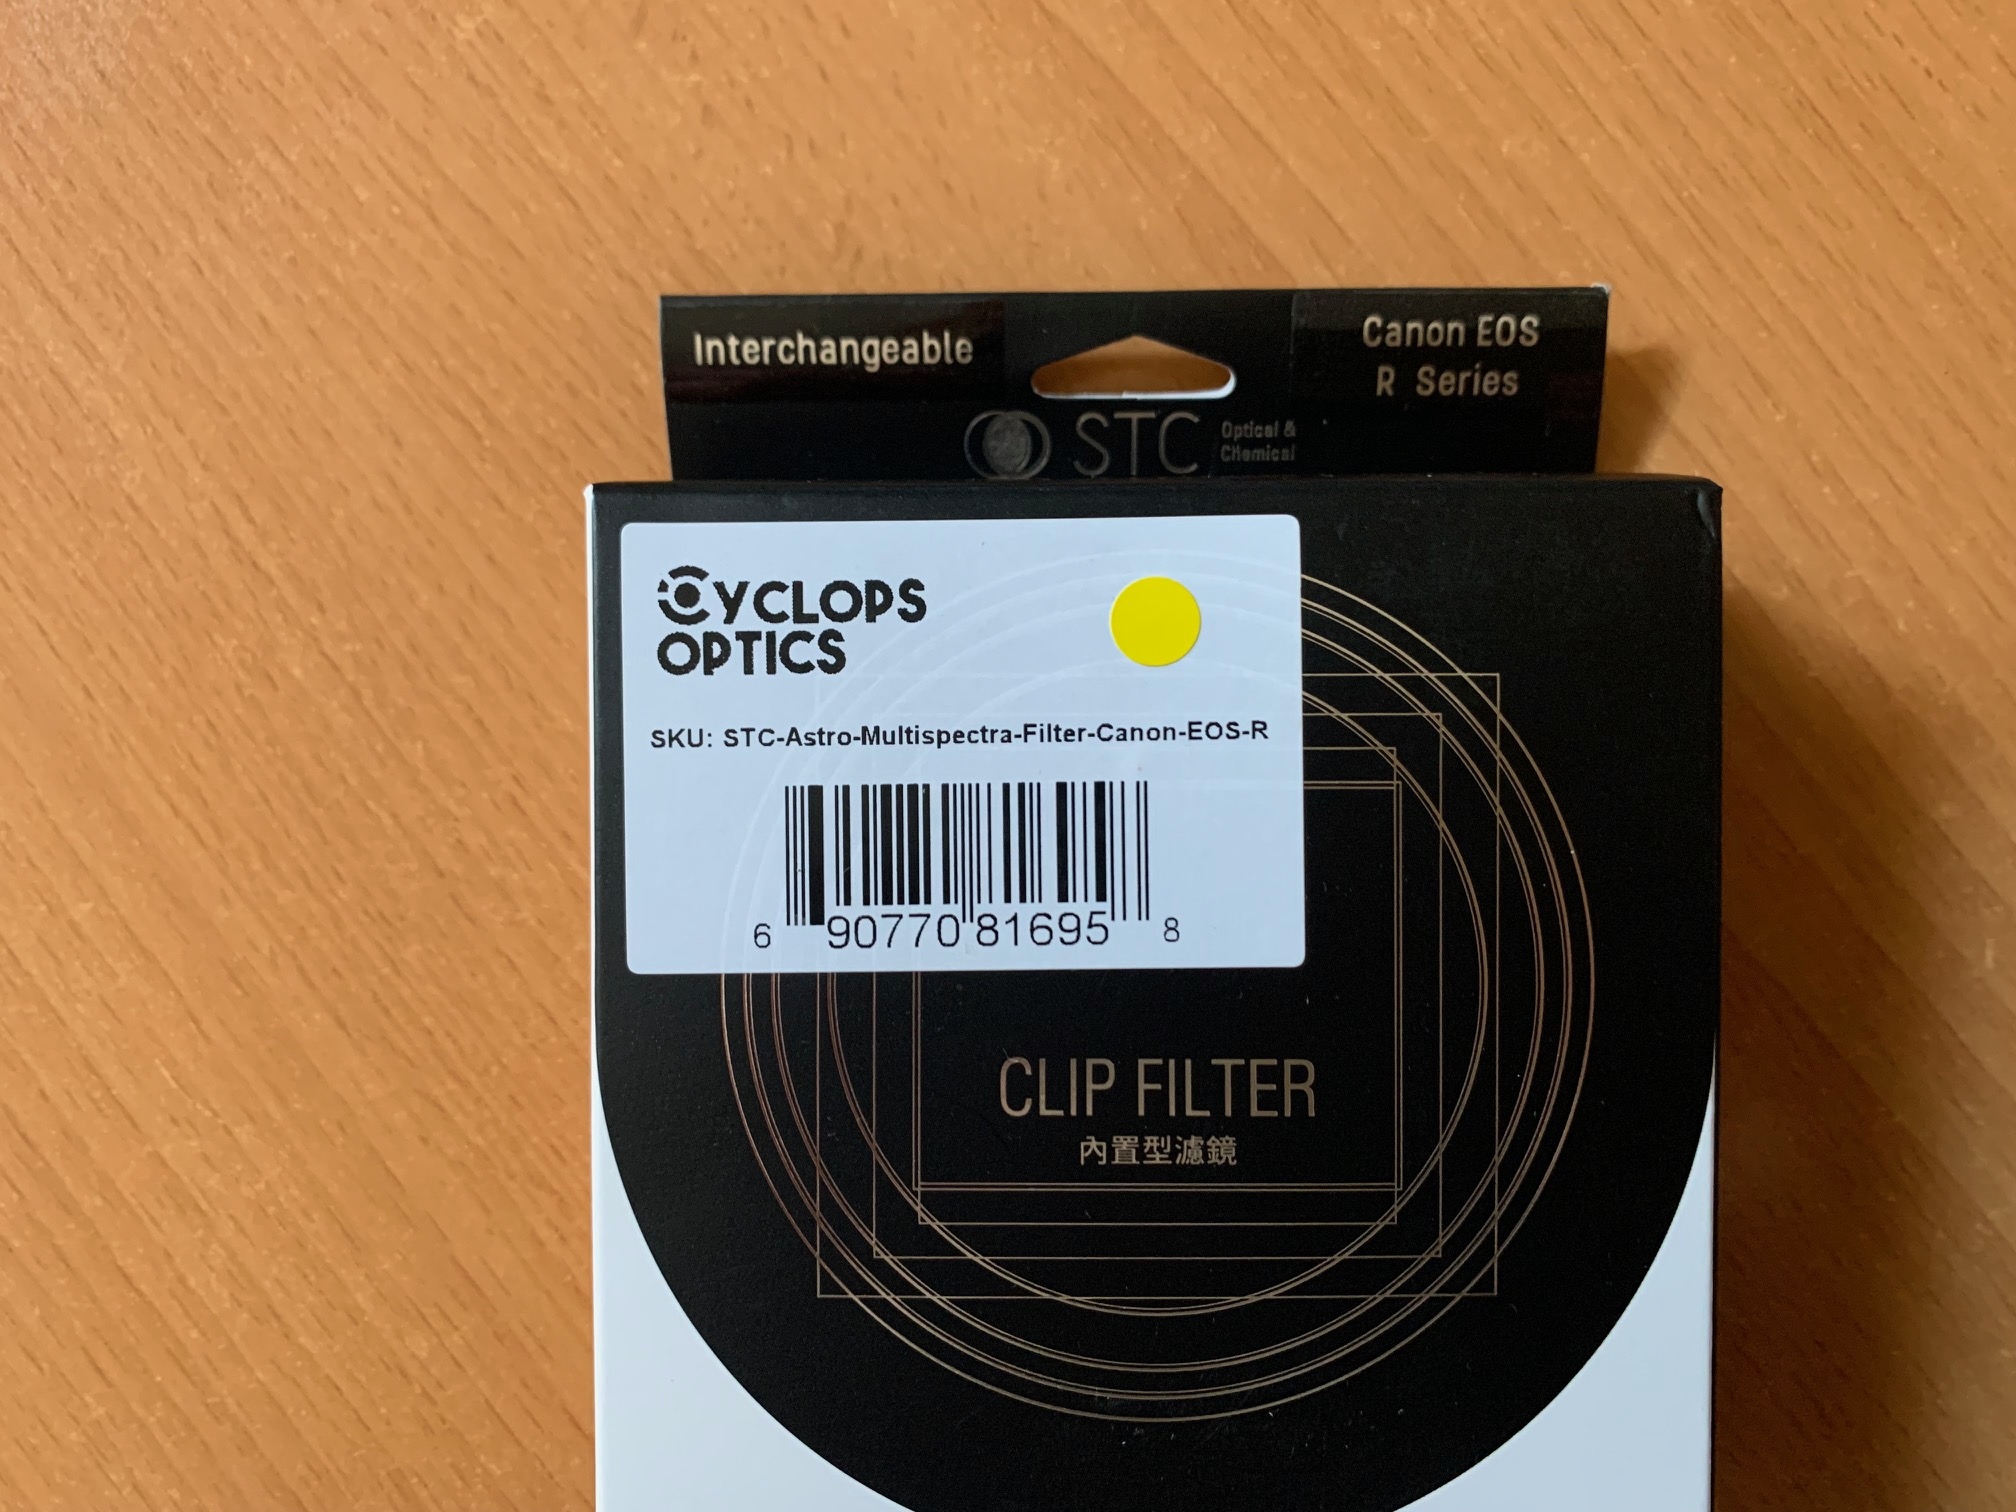 Interchangeable
Canon EOS
R Series
STC
Optical &
Chemical
CYCLOPS
OPTICS
SKU: STC-Astro-Multispectra-Filter-Canon-EOS-R
6 90770 81695 8
CLIP FILTER
內置型濾鏡